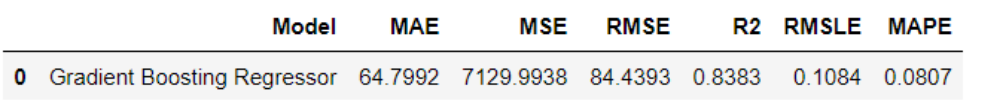 Model MAE MSE RMSE R2 RMSLE MAPE
0 Gradient Boosting Regressor 64.7992 7129.9938 84.4393 0.8383 0.1084 0.0807